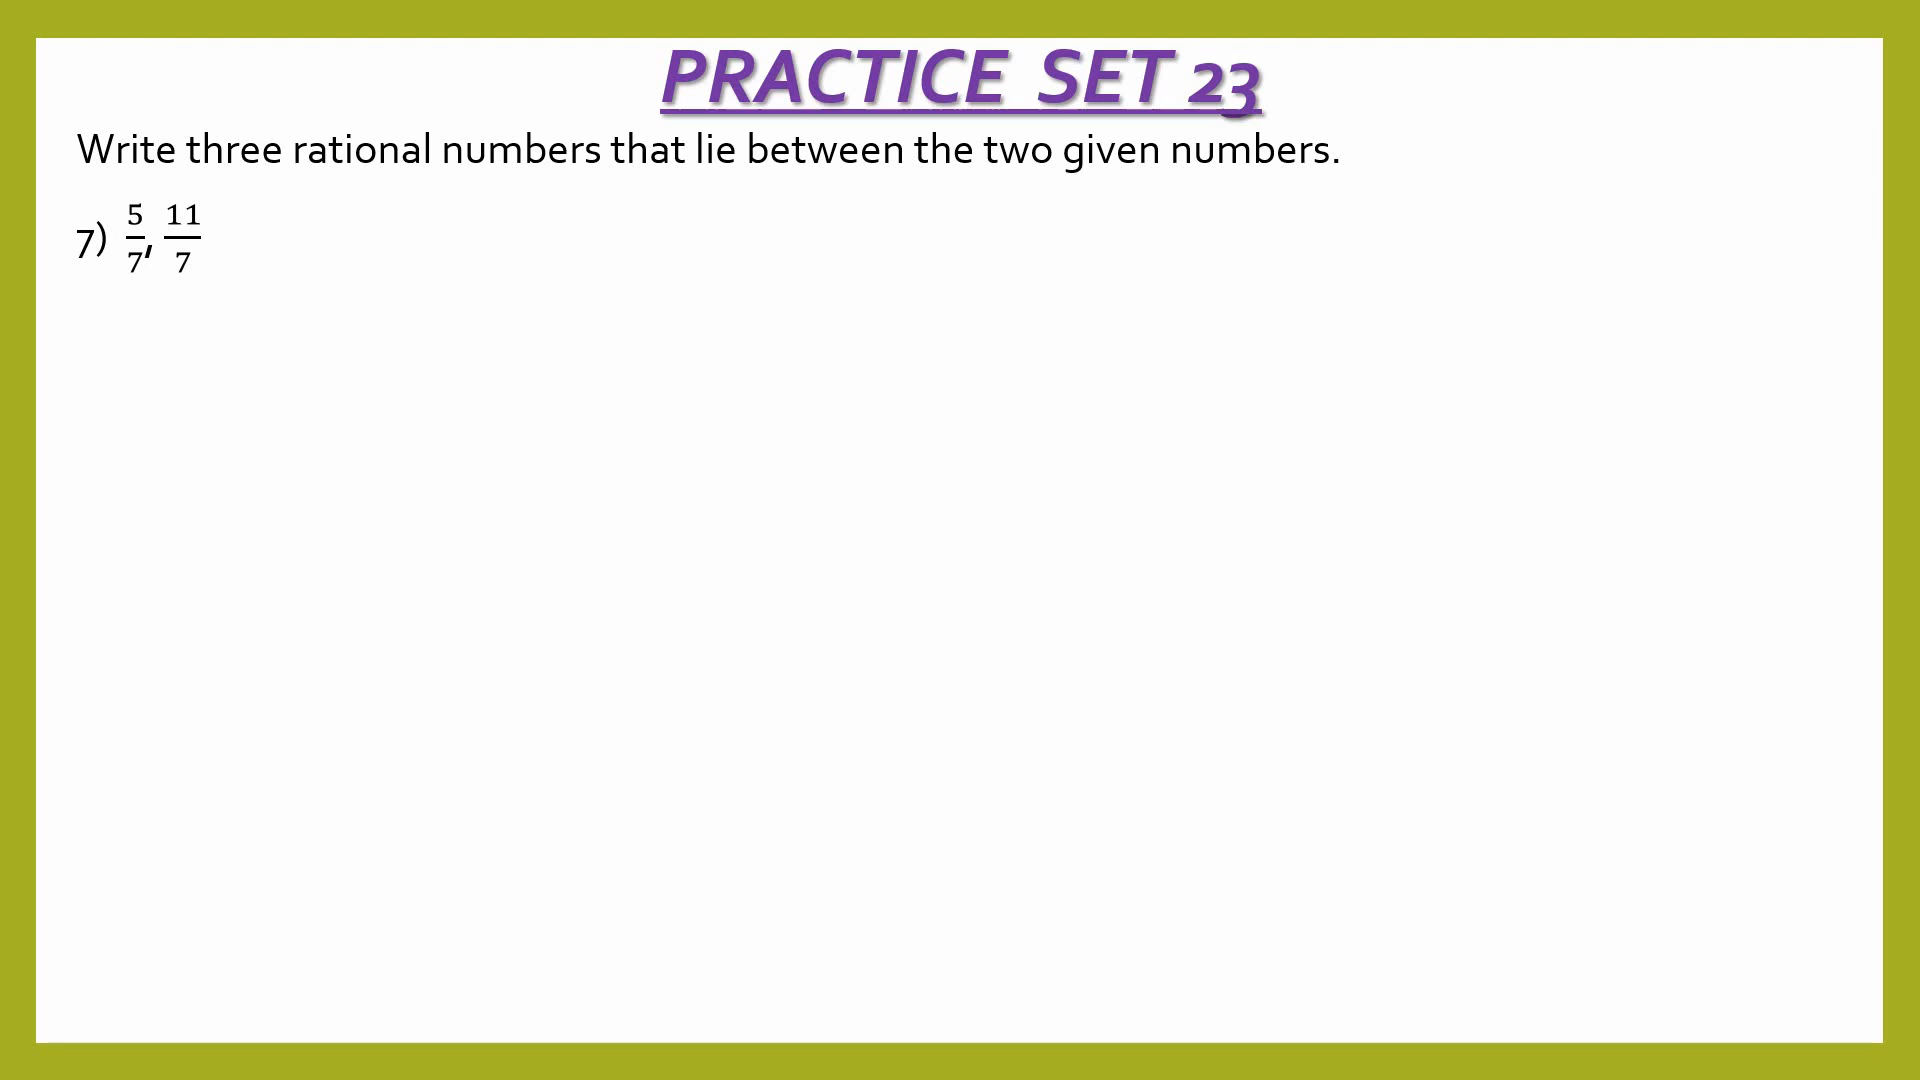 PRACTICE SET 23
Write three rational numbers that lie between the two given numbers.
7) 5/7, 11/7